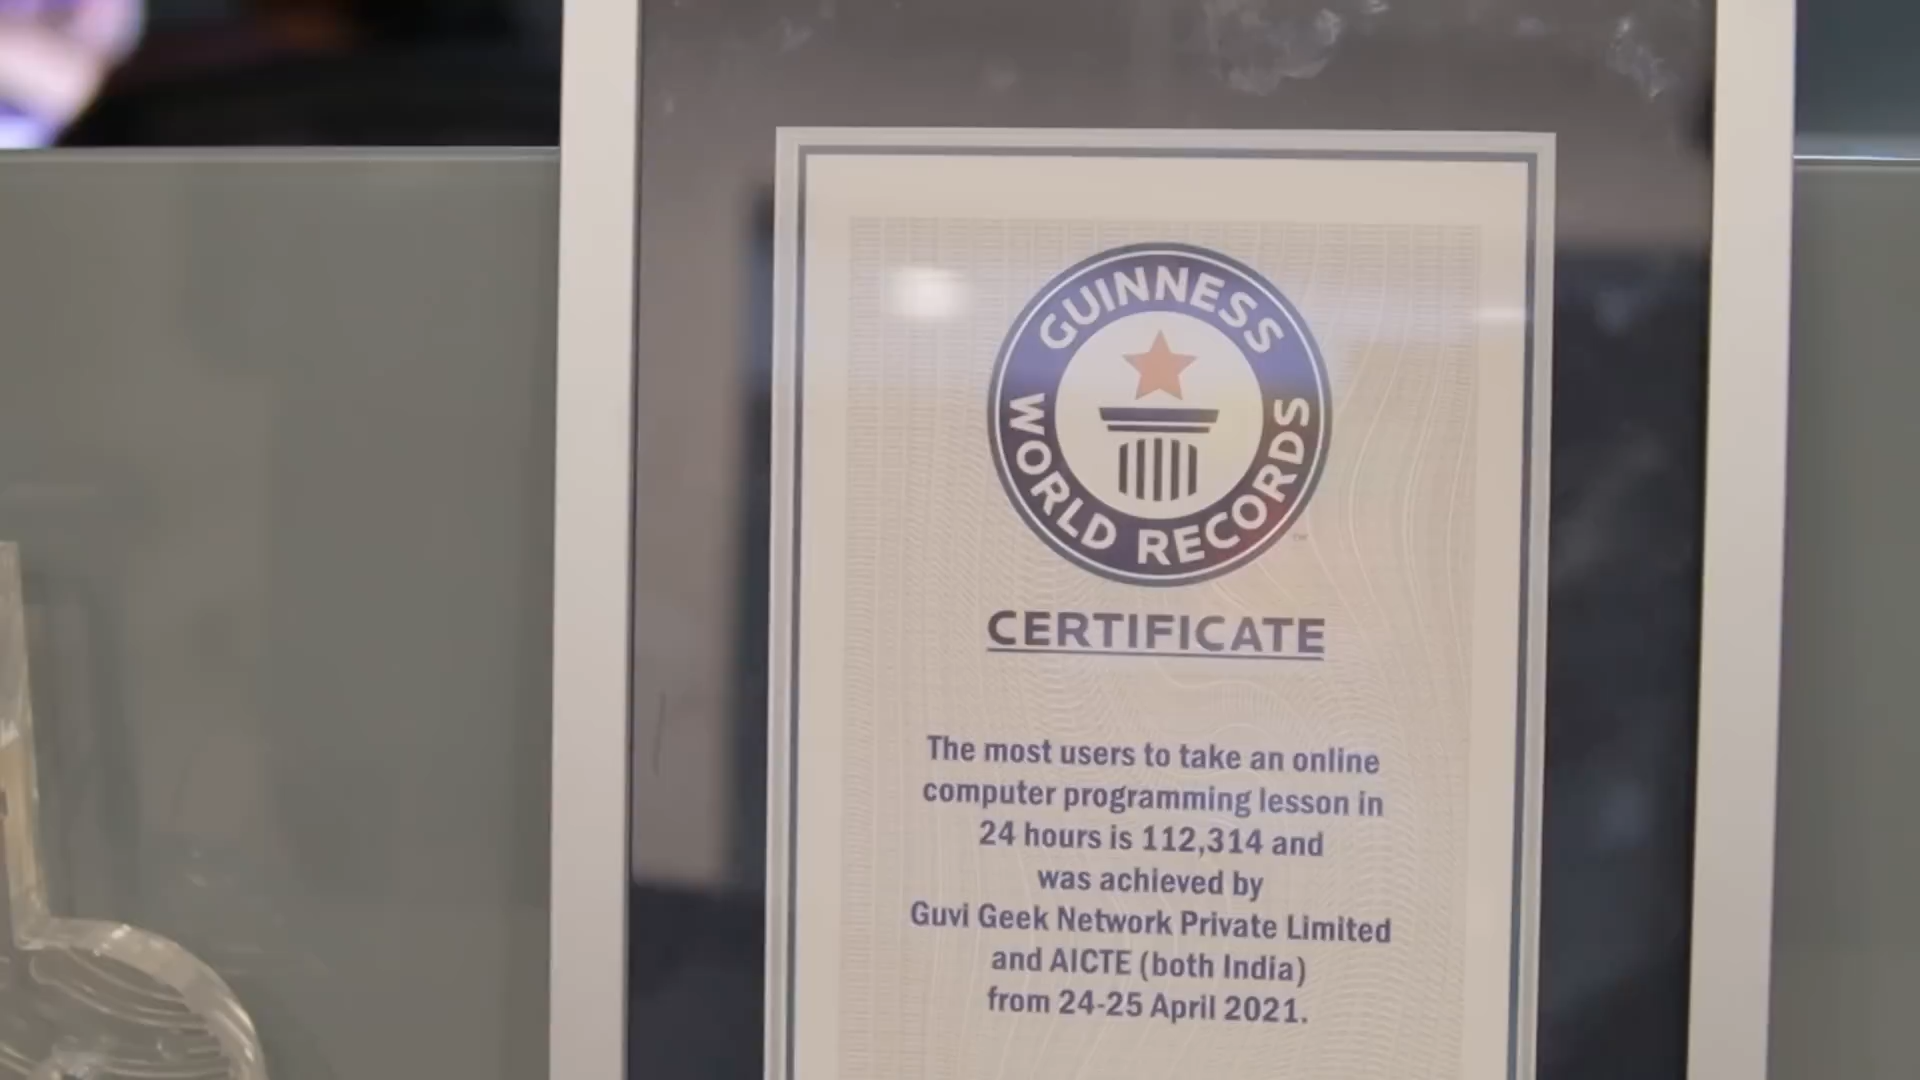 GUINNESS
WORLD RECORDS
TM
CERTIFICATE
The most users to take an online
computer programming lesson in
24 hours is 112,314 and
was achieved by
Guvi Geek Network Private Limited
and AICTE (both India)
from 24-25 April 2021.